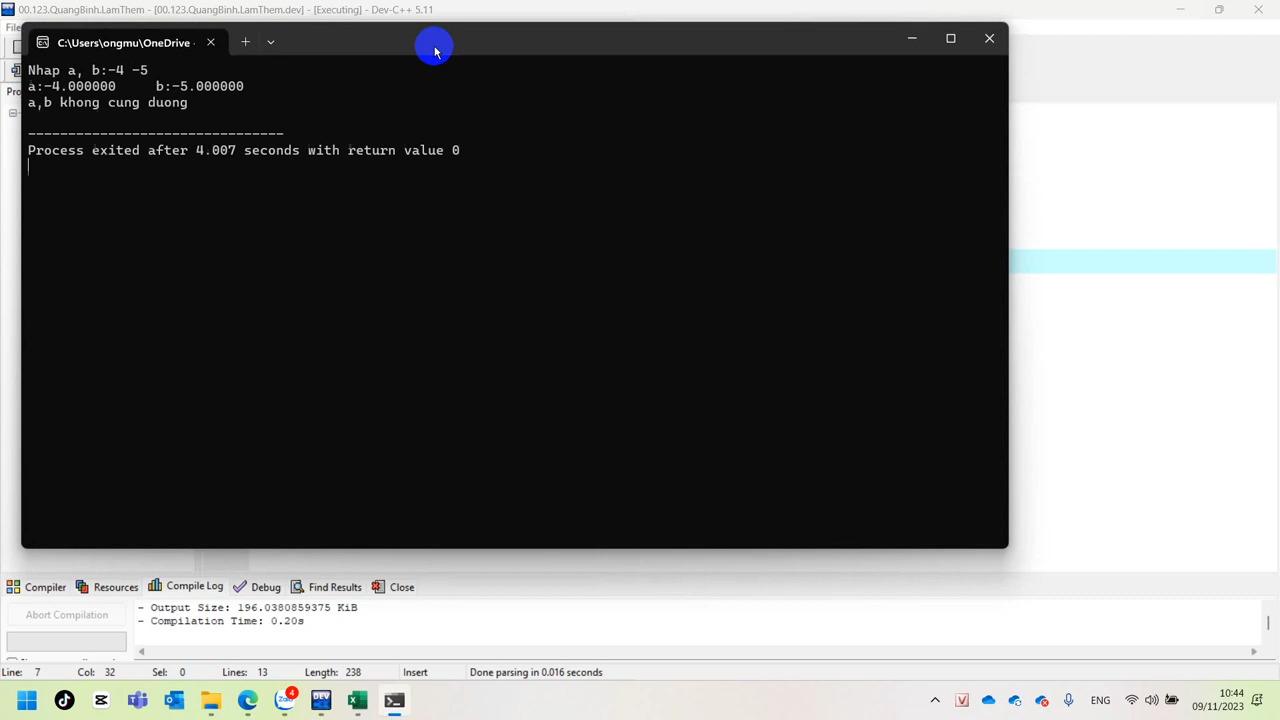 00.123.QuangBinh.LamThem - [00.123.QuangBinh.LamThem.dev] - [Executing] - Dev-C++ 5.11
C:\Users\ongmu\OneDrive
Nhap a, b:-4 -5
a:-4.000000 b:-5.000000
a,b khong cung duong
--------------------------------
Process exited after 4.007 seconds with return value 0
Compiler Resources Compile Log Debug Find Results Close
Abort Compilation
- Output Size: 196.0380859375 KiB
- Compilation Time: 0.20s
Line: 7 Col: 32 Sel: 0 Lines: 13 Length: 238 Insert Done parsing in 0.016 seconds
DEV
Zalo
4
V
ENG
10:44
09/11/2023